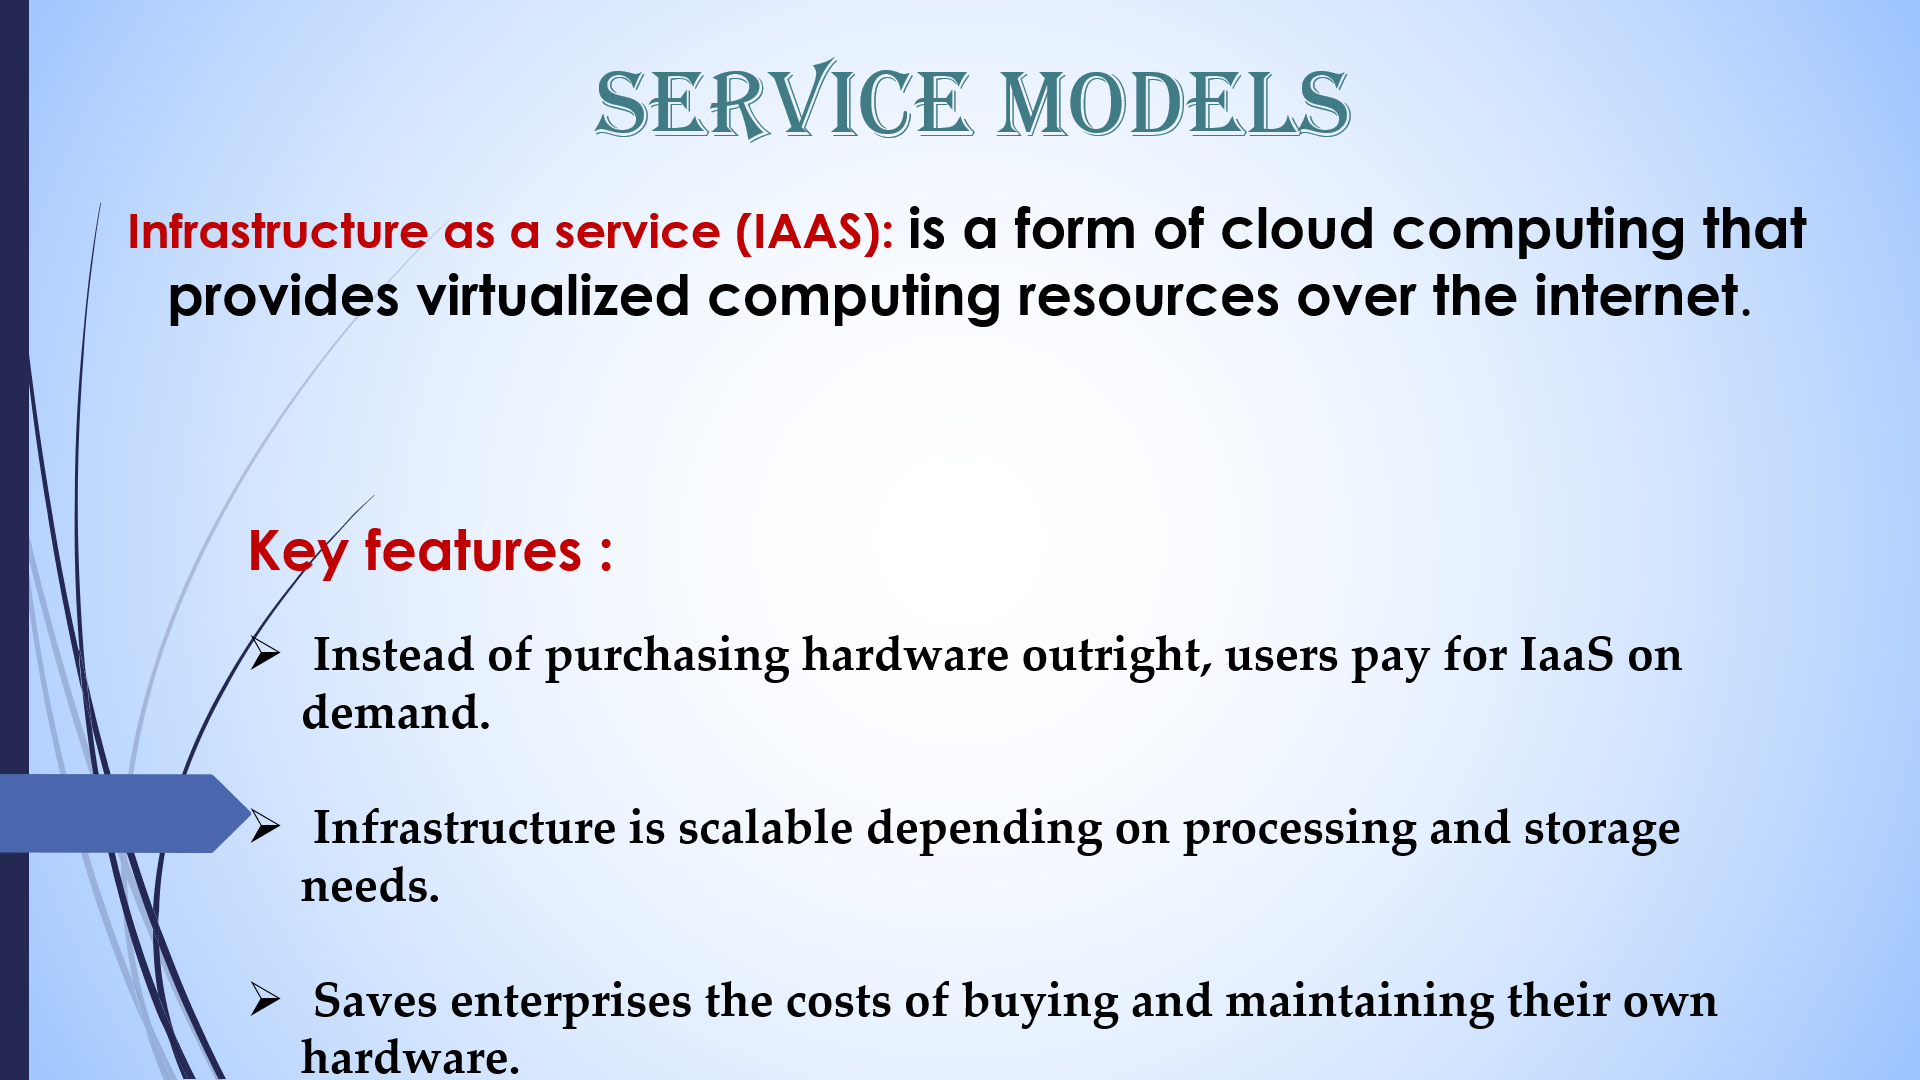 SERVICE MODELS
Infrastructure as a service (IAAS): is a form of cloud computing that
provides virtualized computing resources over the internet.
Key features :
➢ Instead of purchasing hardware outright, users pay for IaaS on
demand.
➢ Infrastructure is scalable depending on processing and storage
needs.
➢ Saves enterprises the costs of buying and maintaining their own
hardware.